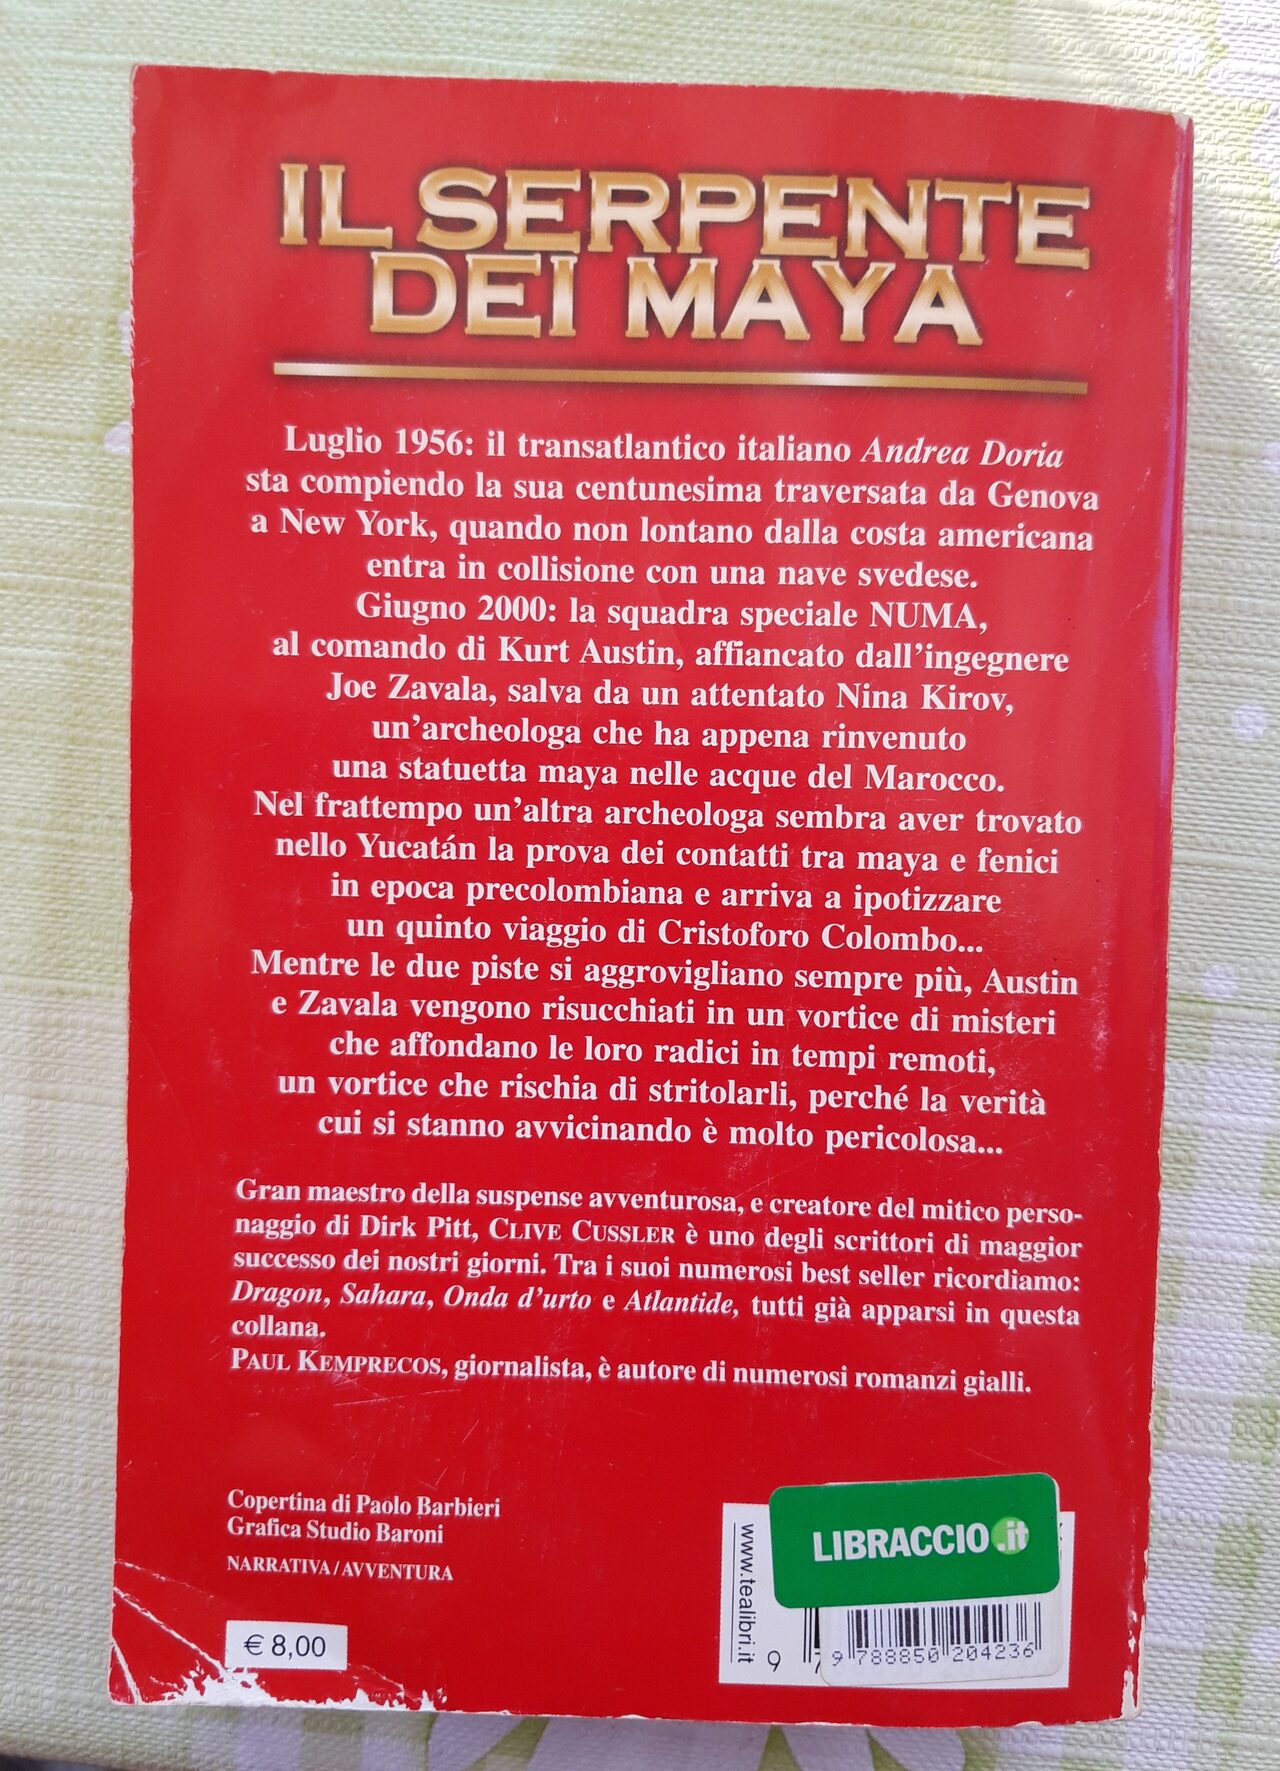 IL SERPENTE
DEI MAYA
Luglio 1956: il transatlantico italiano Andrea Doria
sta compiendo la sua centunesima traversata da Genova
a New York, quando non lontano dalla costa americana
entra in collisione con una nave svedese.
Giugno 2000: la squadra speciale NUMA,
al comando di Kurt Austin, affiancato dall'ingegnere
Joe Zavala, salva da un attentato Nina Kirov,
un'archeologa che ha appena rinvenuto
una statuetta maya nelle acque del Marocco.
Nel frattempo un'altra archeologa sembra aver trovato
nello Yucatán la prova dei contatti tra maya e fenici
in epoca precolombiana e arriva a ipotizzare
un quinto viaggio di Cristoforo Colombo...
Mentre le due piste si aggrovigliano sempre più, Austin
e Zavala vengono risucchiati in un vortice di misteri
che affondano le loro radici in tempi remoti,
un vortice che rischia di stritolarli, perché la verità
cui si stanno avvicinando è molto pericolosa...
Gran maestro della suspense avventurosa, e creatore del mitico perso-
naggio di Dirk Pitt, CLIVE CUSSLER è uno degli scrittori di maggior
successo dei nostri giorni. Tra i suoi numerosi best seller ricordiamo:
Dragon, Sahara, Onda d'urto e Atlantide, tutti già apparsi in questa
collana.
PAUL KEMPRECOS, giornalista, è autore di numerosi romanzi gialli.
Copertina di Paolo Barbieri
Grafica Studio Baroni
NARRATIVA / AVVENTURA
€ 8,00
www.tealibri.it
LIBRACCIO.it
9 788850 204236